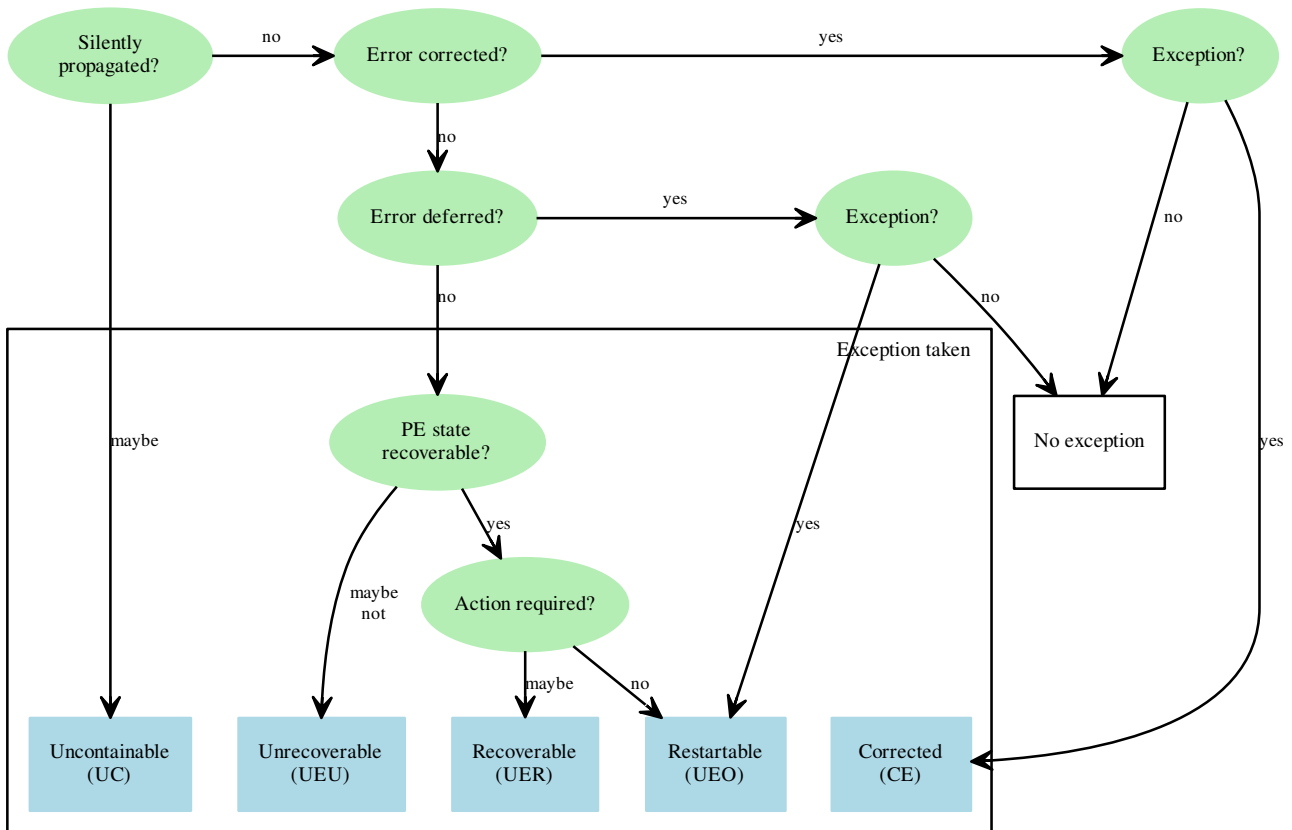 Silently
propagated?
no
Error corrected?
yes
Exception?
no
Error deferred?
yes
Exception?
no
no
no
Exception taken
PE state
recoverable?
No exception
maybe
yes
yes
yes
maybe
not
Action required?
maybe
no
Uncontainable
(UC)
Unrecoverable
(UEU)
Recoverable
(UER)
Restartable
(UEO)
Corrected
(CE)